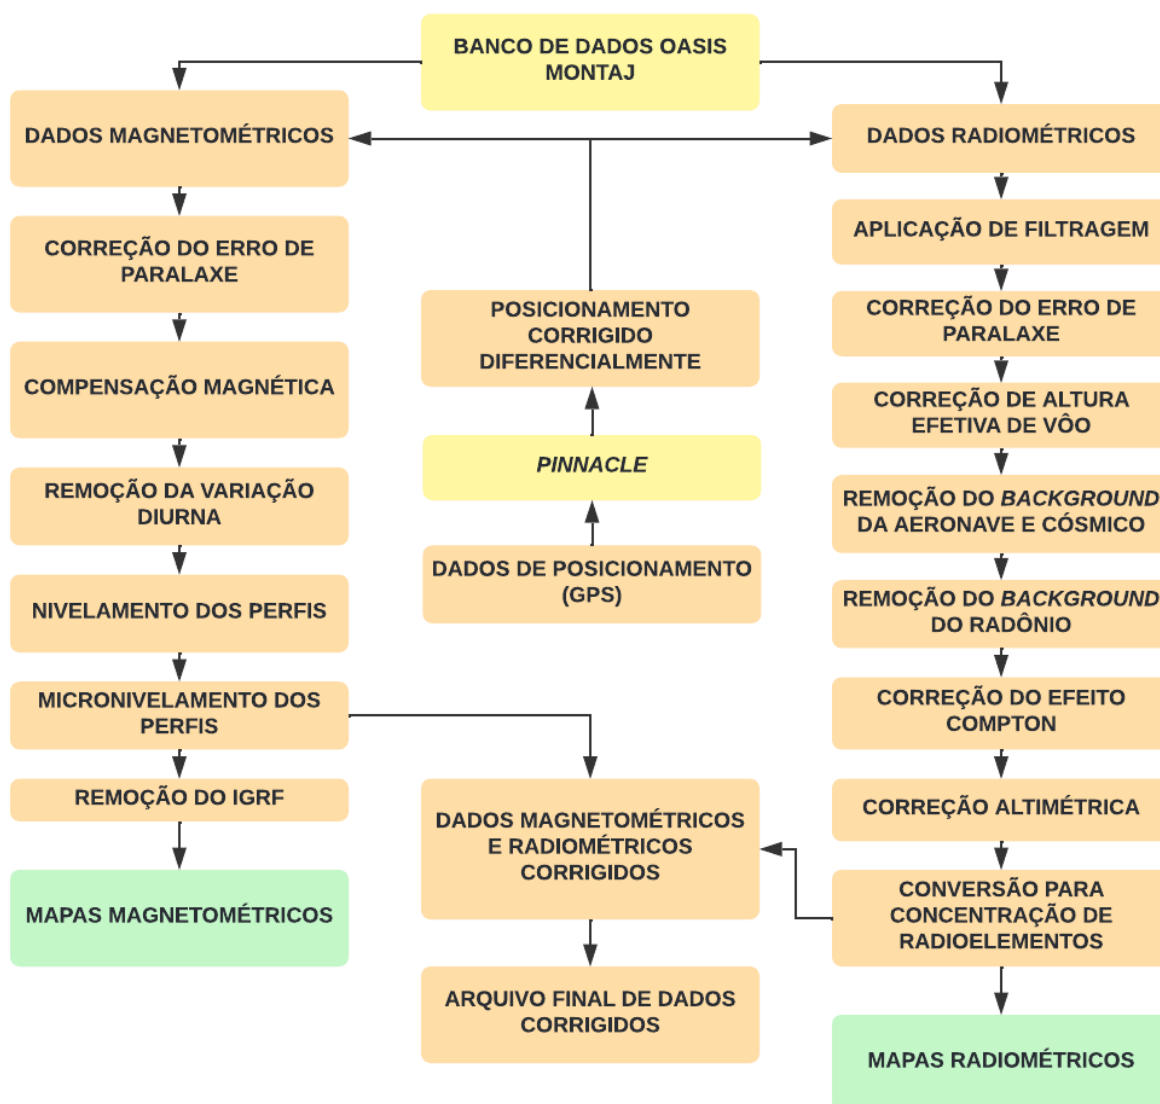 BANCO DE DADOS OASIS
MONTAJ
DADOS MAGNETOMÉTRICOS
CORREÇÃO DO ERRO DE
PARALAXE
COMPENSAÇÃO MAGNÉTICA
REMOÇÃO DA VARIAÇÃO
DIURNA
NIVELAMENTO DOS PERFIS
MICRONIVELAMENTO DOS
PERFIS
REMOÇÃO DO IGRF
MAPAS MAGNETOMÉTRICOS
POSICIONAMENTO
CORRIGIDO
DIFERENCIALMENTE
PINNACLE
DADOS DE POSICIONAMENTO
(GPS)
DADOS MAGNETOMÉTRICOS
E RADIOMÉTRICOS
CORRIGIDOS
ARQUIVO FINAL DE DADOS
CORRIGIDOS
DADOS RADIOMÉTRICOS
APLICAÇÃO DE FILTRAGEM
CORREÇÃO DO ERRO DE
PARALAXE
CORREÇÃO DE ALTURA
EFETIVA DE VÔO
REMOÇÃO DO BACKGROUND
DA AERONAVE E CÓSMICO
REMOÇÃO DO BACKGROUND
DO RADÔNIO
CORREÇÃO DO EFEITO
COMPTON
CORREÇÃO ALTIMÉTRICA
CONVERSÃO PARA
CONCENTRAÇÃO DE
RADIOELEMENTOS
MAPAS RADIOMÉTRICOS